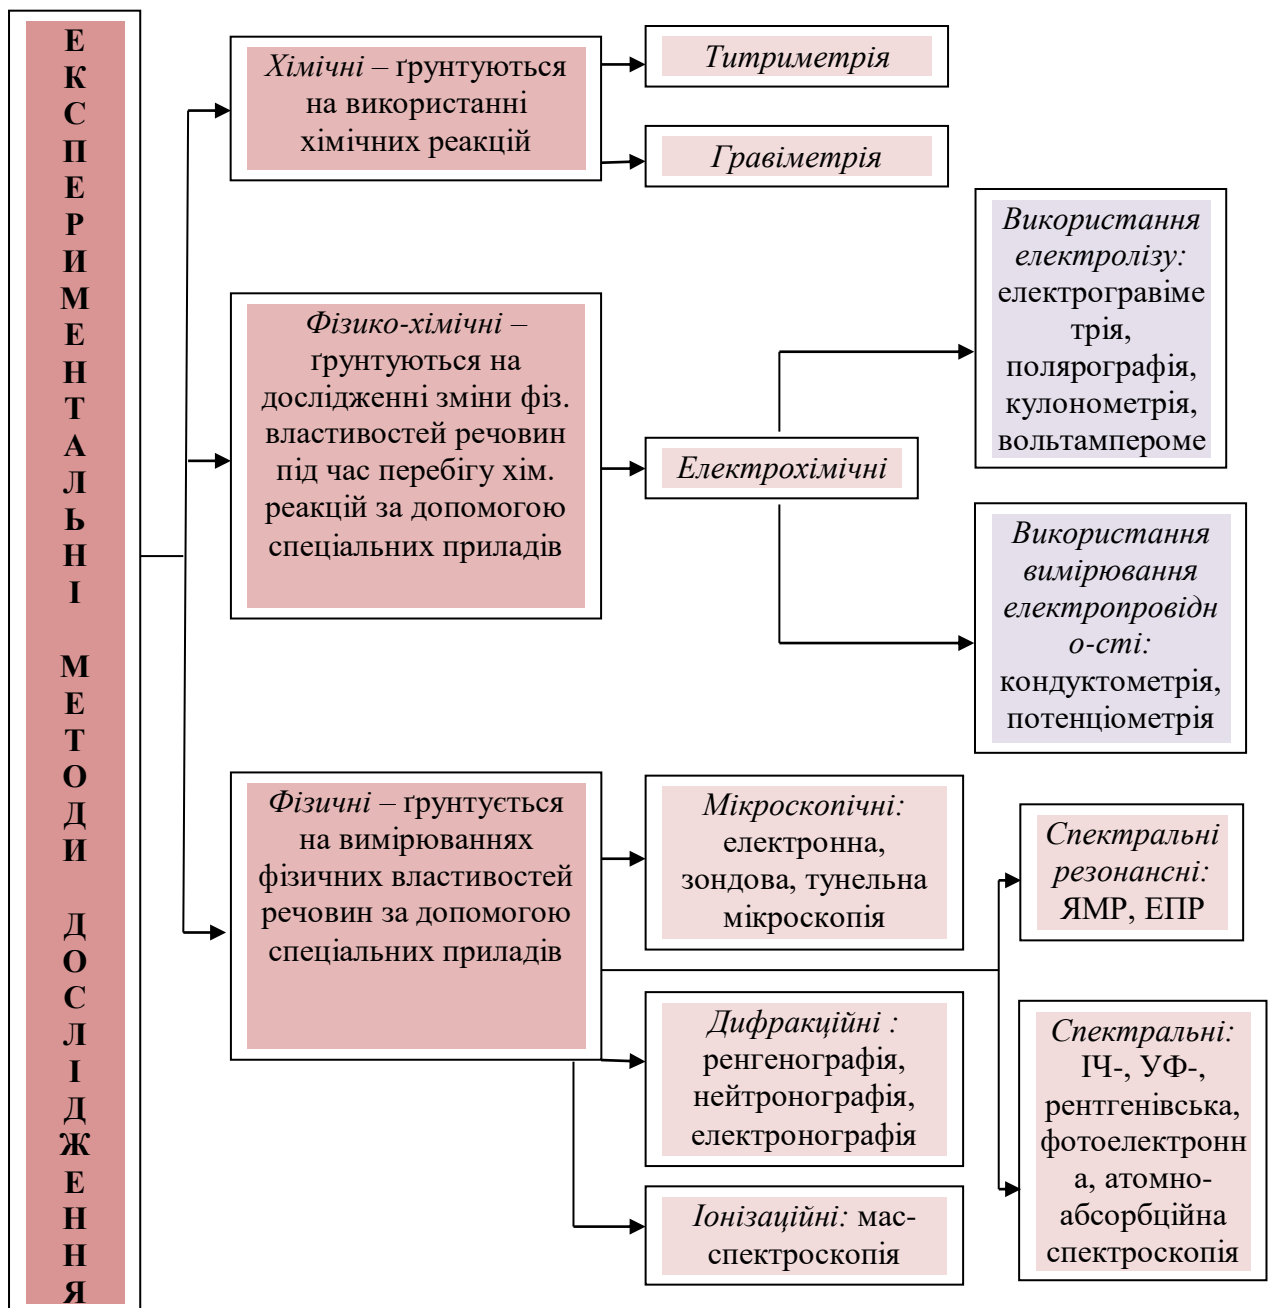 ЕКСПЕРИМЕНТАЛЬНІ МЕТОДИ ДОСЛІДЖЕННЯ
Хімічні – ґрунтуються
на використанні
хімічних реакцій
Титриметрія
Гравіметрія
Фізико-хімічні –
ґрунтуються на
дослідженні зміни фіз.
властивостей речовин
під час перебігу хім.
реакцій за допомогою
спеціальних приладів
Електрохімічні
Використання
електролізу:
електрогравіме
трія,
полярографія,
кулонометрія,
вольтампероме
Використання
вимірювання
електропровідн
о-сті:
кондуктометрія,
потенціометрія
Фізичні – ґрунтується
на вимірюваннях
фізичних властивостей
речовин за допомогою
спеціальних приладів
Мікроскопічні:
електронна,
зондова, тунельна
мікроскопія
Дифракційні :
ренгенографія,
нейтронографія,
електронографія
Іонізаційні: мас-
спектроскопія
Спектральні
резонансні:
ЯМР, ЕПР
Спектральні:
ІЧ-, УФ-,
рентгенівська,
фотоелектронн
а, атомно-
абсорбційна
спектроскопія